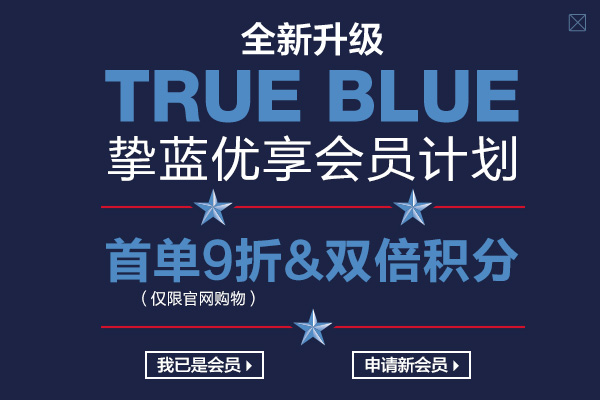 全新升级
TRUE BLUE
挚蓝优享会员计划
首单9折&双倍积分
（仅限官网购物）
我已是会员
申请新会员